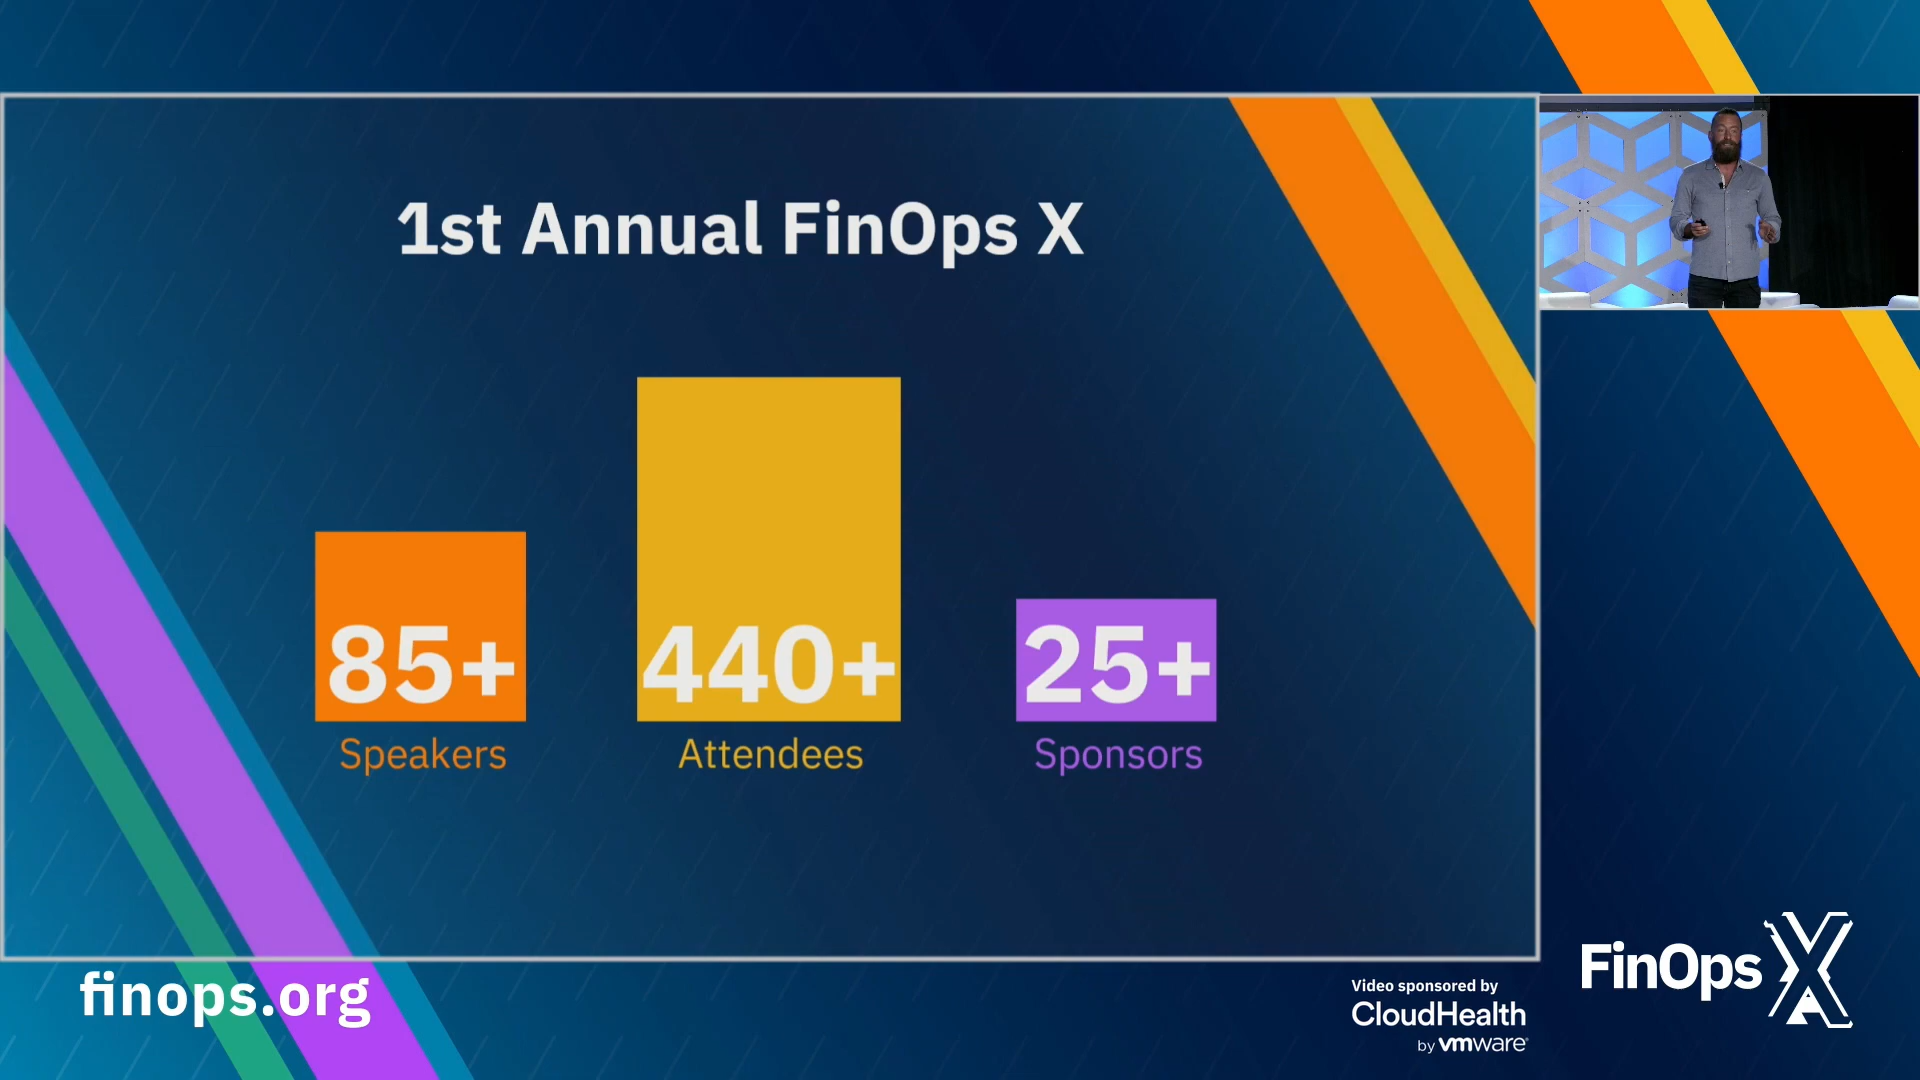 1st Annual FinOps X
85+
440+
25+
Speakers
Attendees
Sponsors
finops.org
Video sponsored by
CloudHealth
by vmware
FinOps X